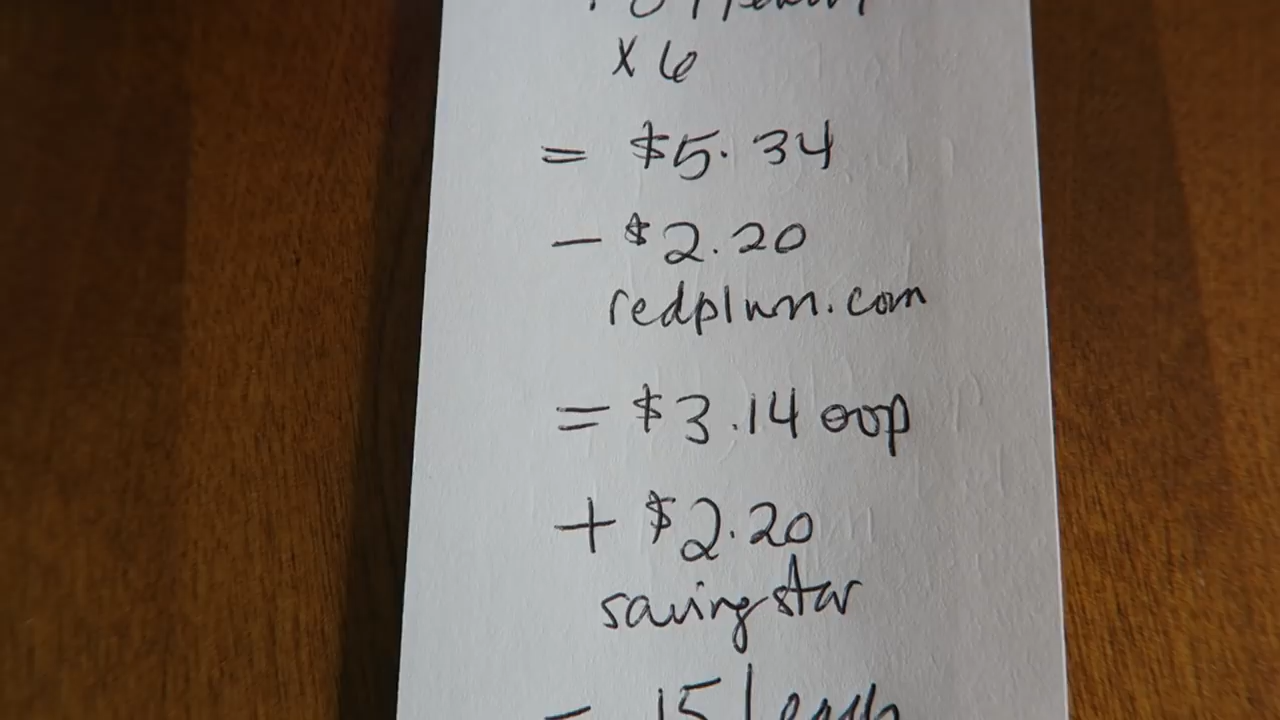 x 6
= $5.34
- $2.20
redplum.com
= $3.14 oop
+ $2.20
savingstar